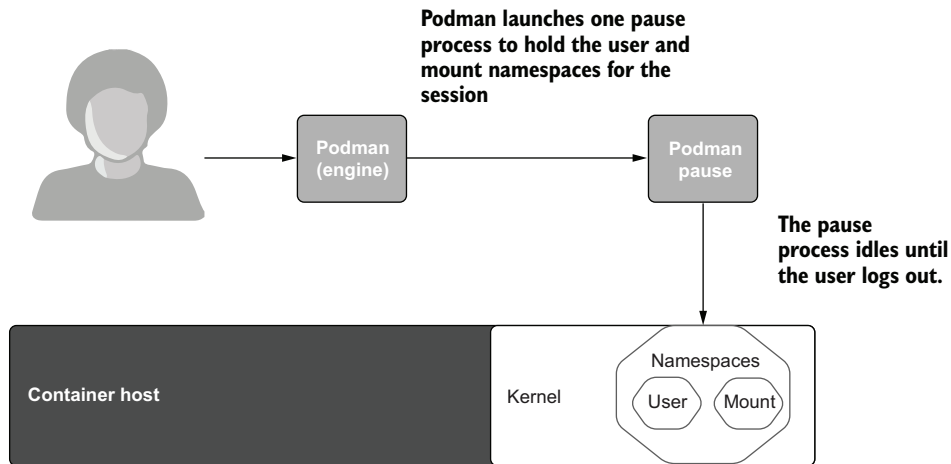 Podman launches one pause
process to hold the user and
mount namespaces for the
session
Podman
(engine)
Podman
pause
The pause
process idles until
the user logs out.
Container host
Kernel
Namespaces
User
Mount